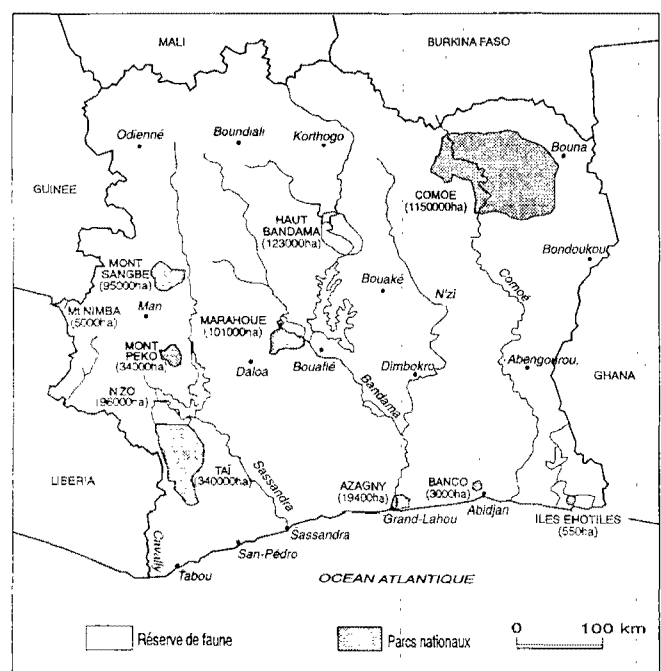 MALI
BURKINA FASO
Odienné
Boundiali
Korthogo
Bouna
GUINEE
COMOE
(1150000ha)
HAUT
BANDAMA
(123000ha)
Bondoukou
MONT
SANGBE
(95000ha)
Bouaké
N'zi
Comoé
Mt NIMBA
(5000ha)
Man
MARAHOUE
(101000ha)
MONT
PEKO
(34000ha)
Daloa
Bouaflé
Dimbokro
Abengourou
GHANA
Bandama
N'ZO
(96000ha)
LIBERIA
TAÏ
(340000ha)
Sassandra
AZAGNY
(19400ha)
BANCO
(3000ha)
Grand-Lahou
Abidjan
ILES EHOTILES
(550ha)
Cavally
Sassandra
San-Pédro
Tabou
OCEAN ATLANTIQUE
Réserve de faune
Parcs nationaux
0 100 km